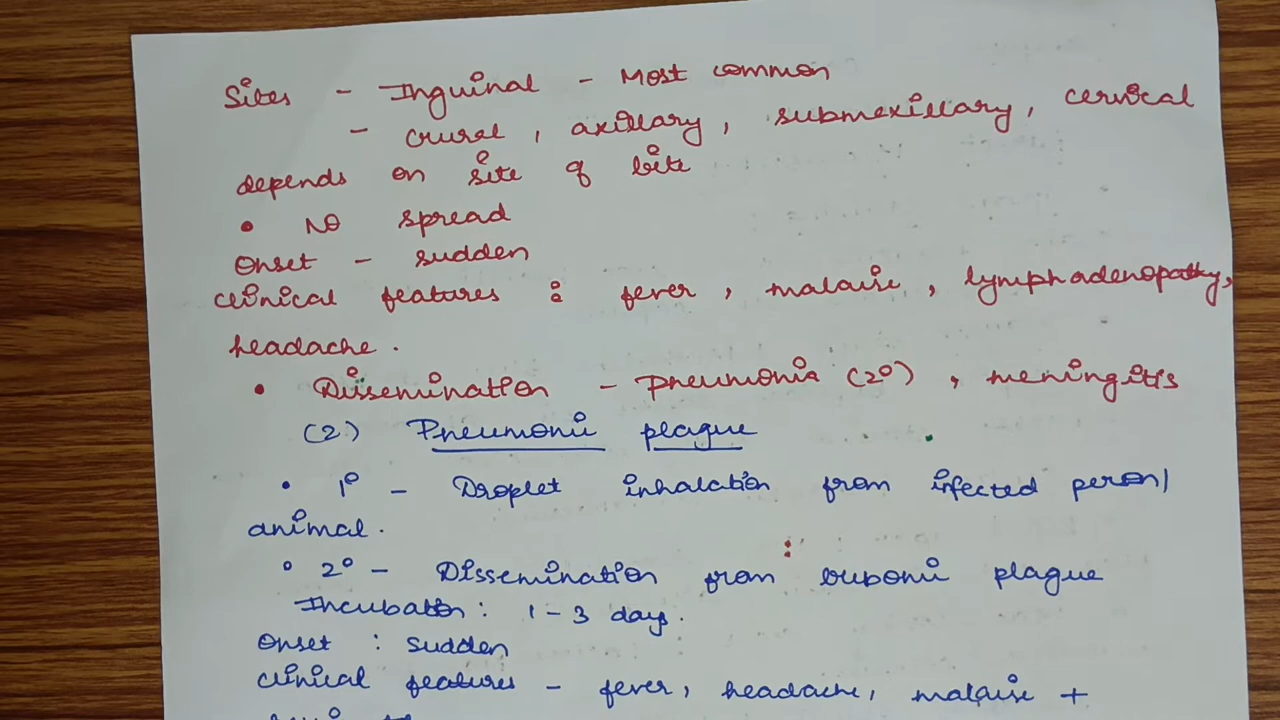 Sites - Inguinal - Most common
- crural, axillary, submaxillary, cervical
depends on site of bite
• No spread
Onset - sudden
clinical features : fever, malaise, lymphadenopathy,
headache.
• Dissemination - Pneumonia (2°), meningitis
(2) Pneumonic plague
• 1° - Droplet inhalation from infected person/
animal.
• 2° - Dissemination from bubonic plague
Incubation : 1-3 days.
Onset : sudden
clinical features - fever, headache, malaise +